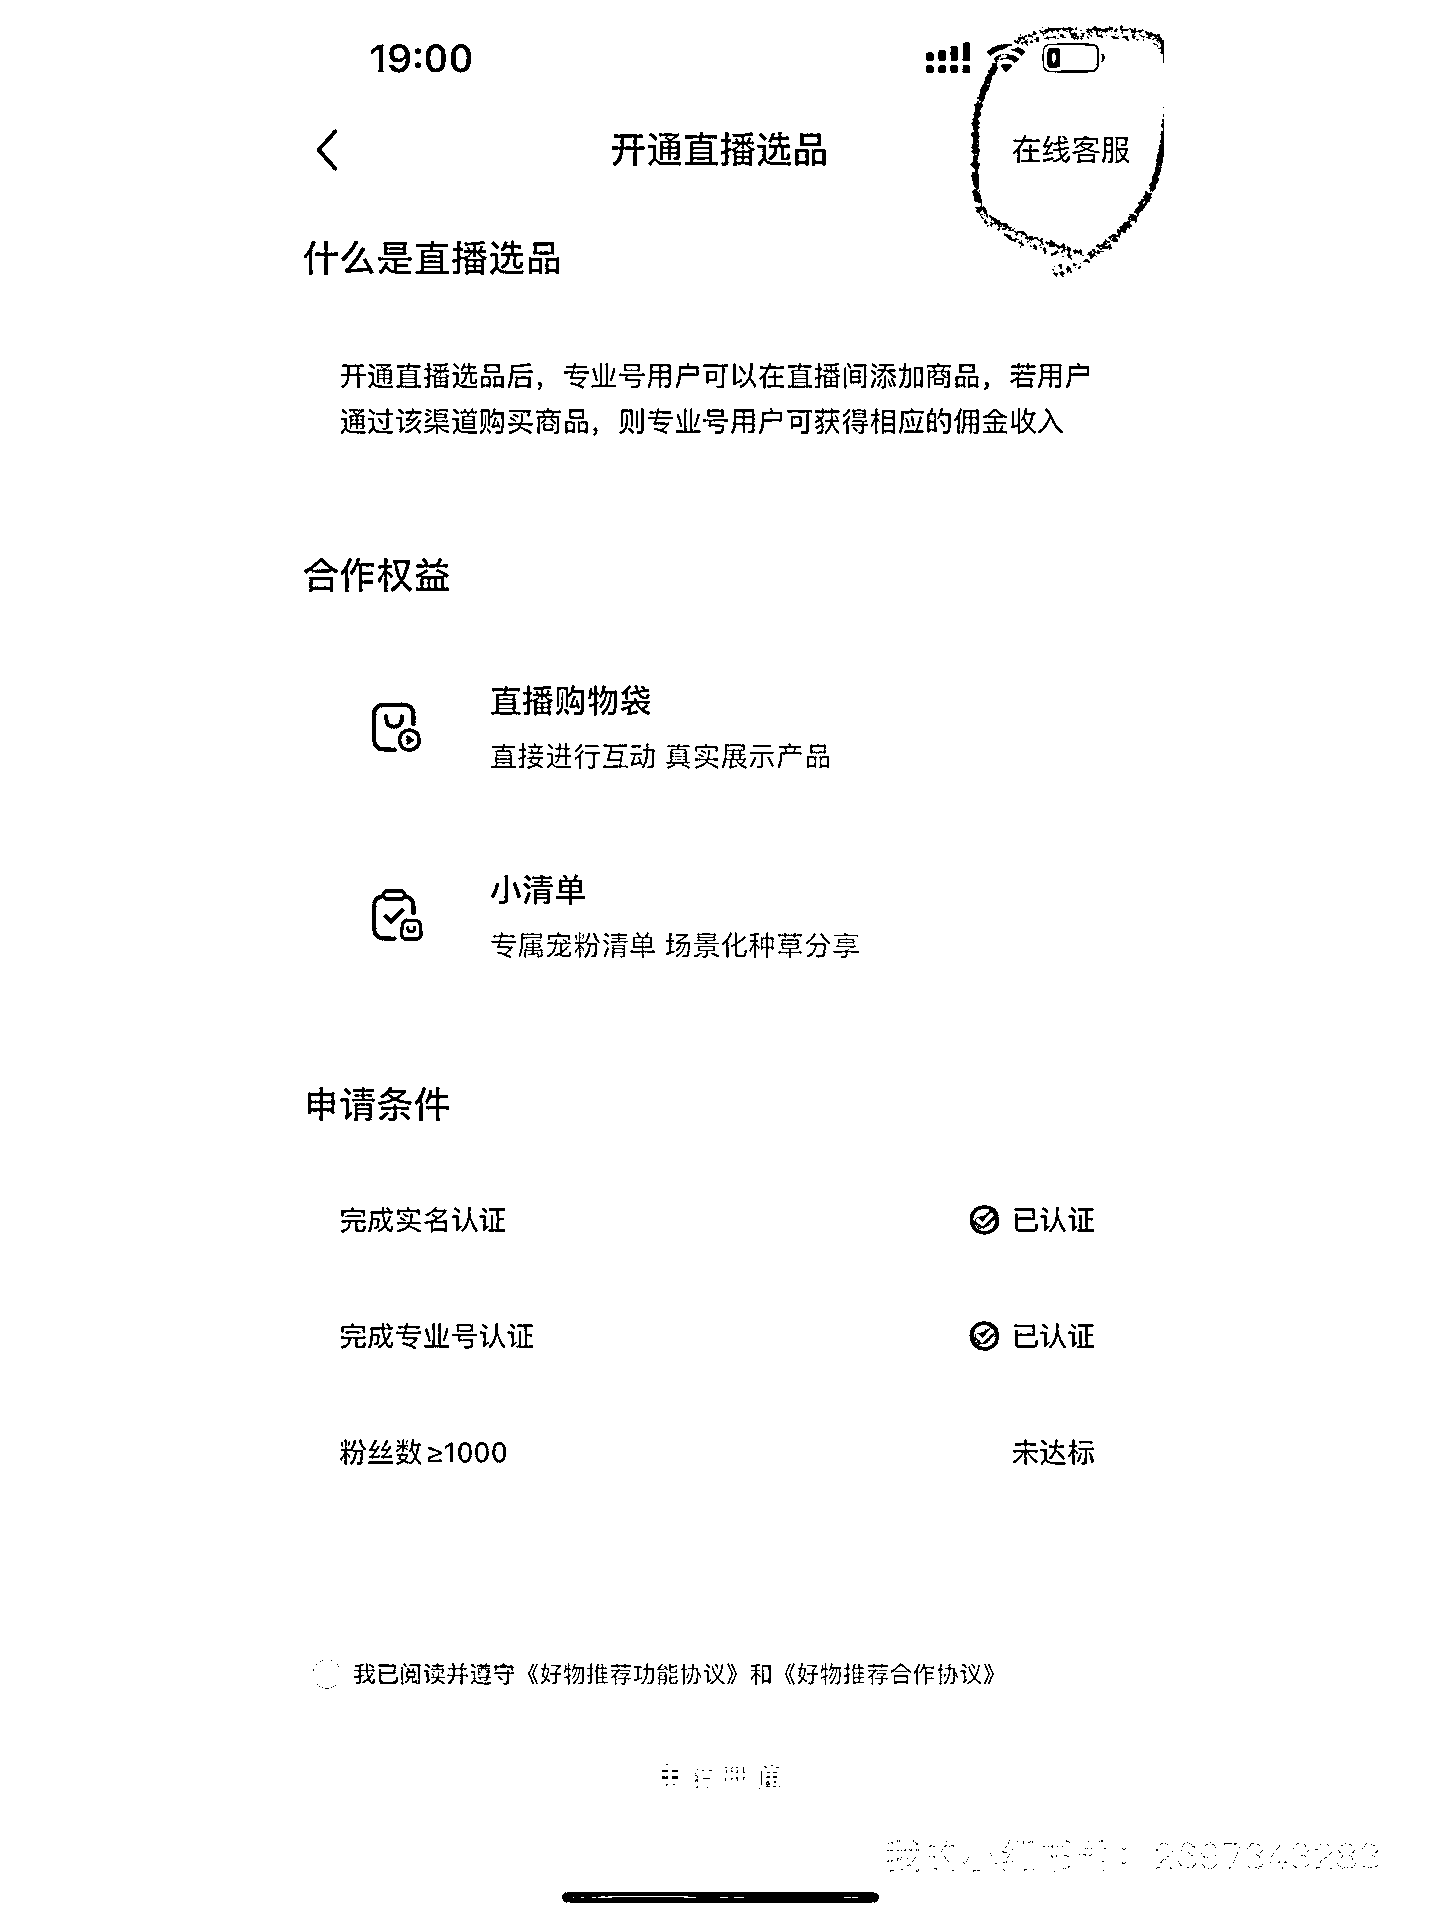 19:00
开通直播选品
在线客服
什么是直播选品
开通直播选品后，专业号用户可以在直播间添加商品，若用户
通过该渠道购买商品，则专业号用户可获得相应的佣金收入
合作权益
直播购物袋
直接进行互动 真实展示产品
小清单
专属宠粉清单 场景化种草分享
申请条件
完成实名认证
已认证
完成专业号认证
已认证
粉丝数≥1000
未达标
我已阅读并遵守《好物推荐功能协议》和《好物推荐合作协议》